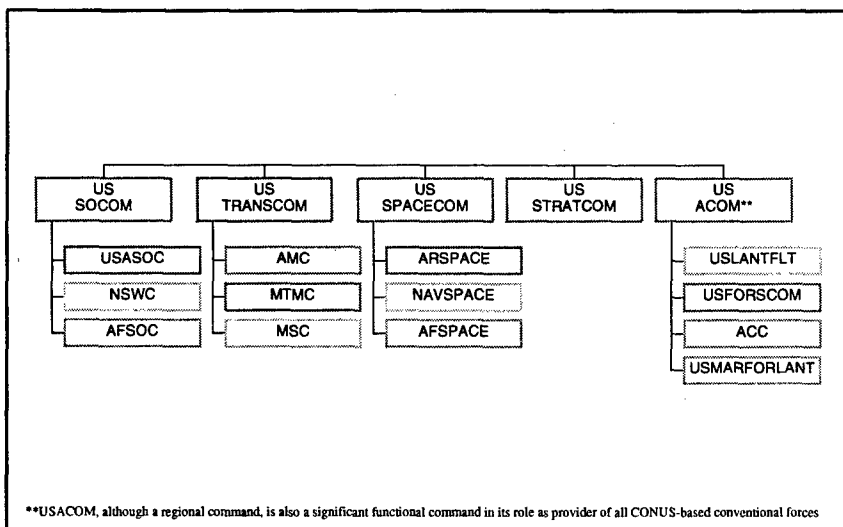 US
SOCOM
US
TRANSCOM
US
SPACECOM
US
STRATCOM
US
ACOM**
USASOC
NSWC
AFSOC
AMC
MTMC
MSC
ARSPACE
NAVSPACE
AFSPACE
USLANTFLT
USFORSCOM
ACC
USMARFORLANT
**USACOM, although a regional command, is also a significant functional command in its role as provider of all CONUS-based conventional forces